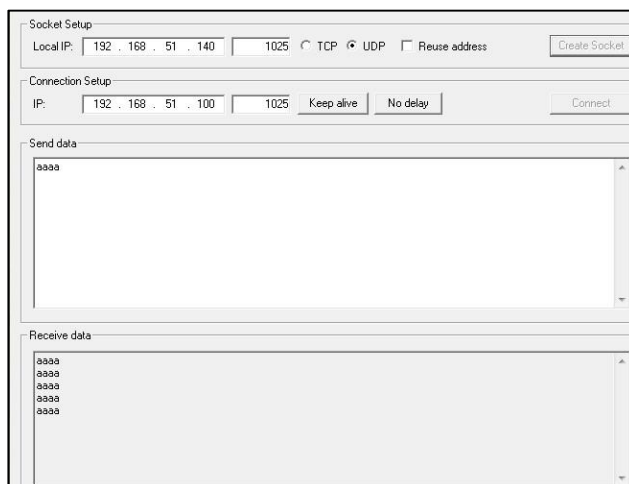 Socket Setup
Local IP: 192 . 168 . 51 . 140 1025 TCP UDP Reuse address Create Socket
Connection Setup
IP: 192 . 168 . 51 . 100 1025 Keep alive No delay Connect
Send data
aaaa
Receive data
aaaa
aaaa
aaaa
aaaa
aaaa